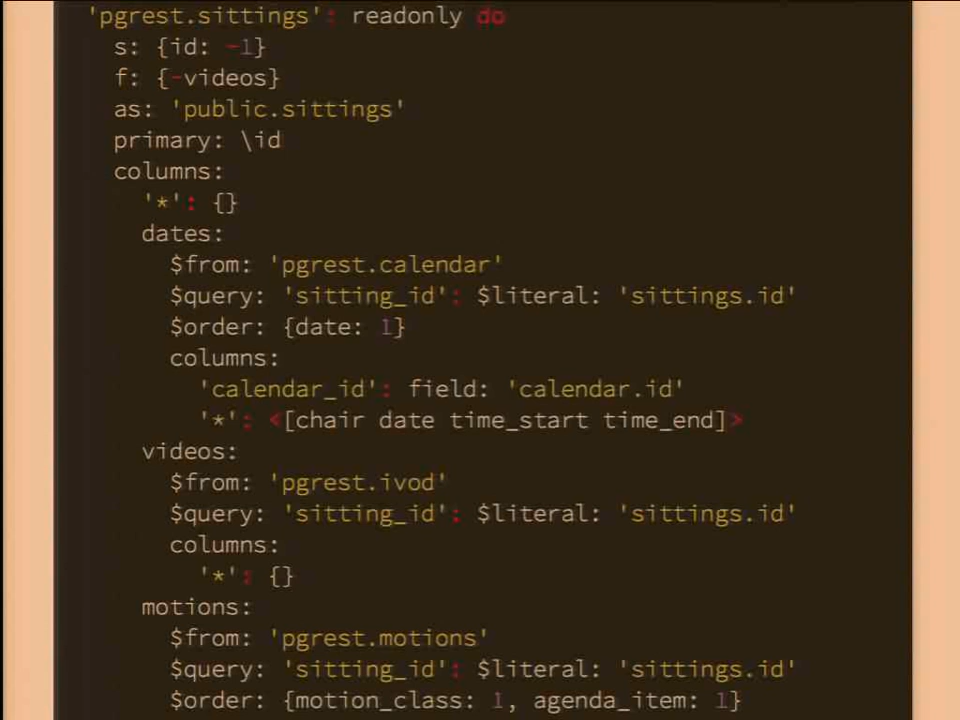 'pgrest.sittings': readonly do
s: {id: -1}
f: {-videos}
as: 'public.sittings'
primary: \id
columns:
'*': {}
dates:
$from: 'pgrest.calendar'
$query: 'sitting_id': $literal: 'sittings.id'
$order: {date: 1}
columns:
'calendar_id': field: 'calendar.id'
'*': <[chair date time_start time_end]>
videos:
$from: 'pgrest.ivod'
$query: 'sitting_id': $literal: 'sittings.id'
columns:
'*': {}
motions:
$from: 'pgrest.motions'
$query: 'sitting_id': $literal: 'sittings.id'
$order: {motion_class: 1, agenda_item: 1}